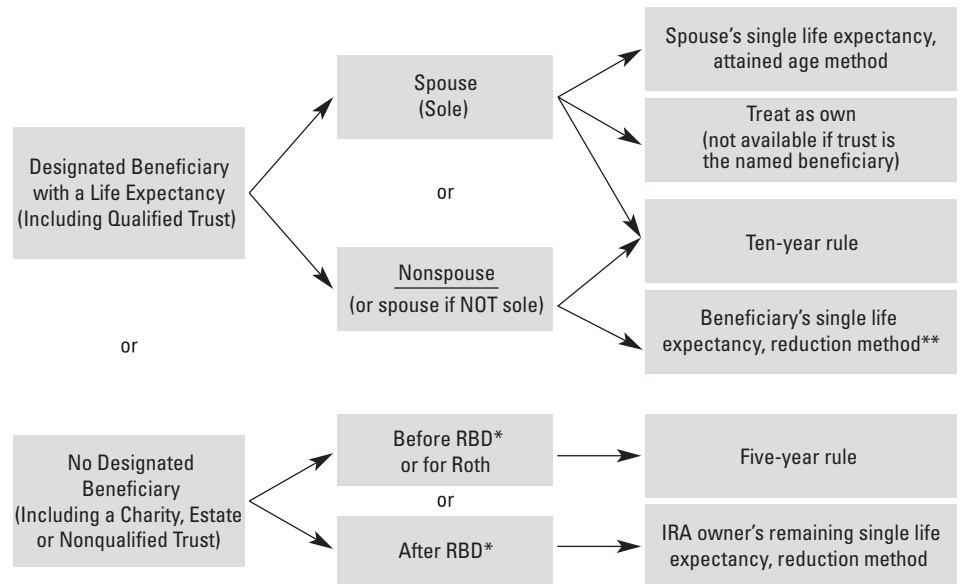 Designated Beneficiary
with a Life Expectancy
(Including Qualified Trust)
or
No Designated
Beneficiary
(Including a Charity, Estate
or Nonqualified Trust)
Spouse
(Sole)
or
Nonspouse
(or spouse if NOT sole)
Before RBD*
or for Roth
or
After RBD*
Spouse's single life expectancy,
attained age method
Treat as own
(not available if trust is
the named beneficiary)
Ten-year rule
Beneficiary's single life
expectancy, reduction method**
Five-year rule
IRA owner's remaining single life
expectancy, reduction method